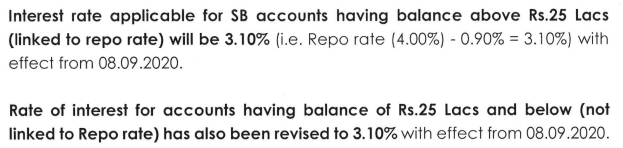 Interest rate applicable for SB accounts having balance above Rs.25 Lacs
(linked to repo rate) will be 3.10% (i.e. Repo rate (4.00%) - 0.90% = 3.10%) with
effect from 08.09.2020.
Rate of interest for accounts having balance of Rs.25 Lacs and below (not
linked to Repo rate) has also been revised to 3.10% with effect from 08.09.2020.